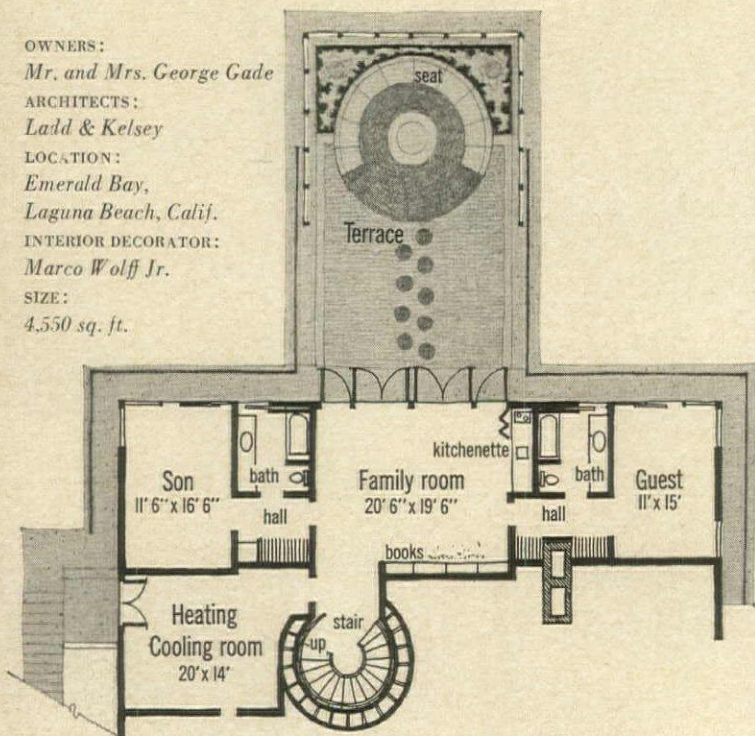 OWNERS:
Mr. and Mrs. George Gade
ARCHITECTS:
Ladd & Kelsey
LOCATION:
Emerald Bay,
Laguna Beach, Calif.
INTERIOR DECORATOR:
Marco Wolff Jr.
SIZE:
4,550 sq. ft.
seat
Terrace
kitchenette
bath
Son
11' 6" x 16' 6"
hall
Family room
20' 6" x 19' 6"
bath
Guest
11' x 15'
hall
books
Heating
Cooling room
20' x 14'
stair
up